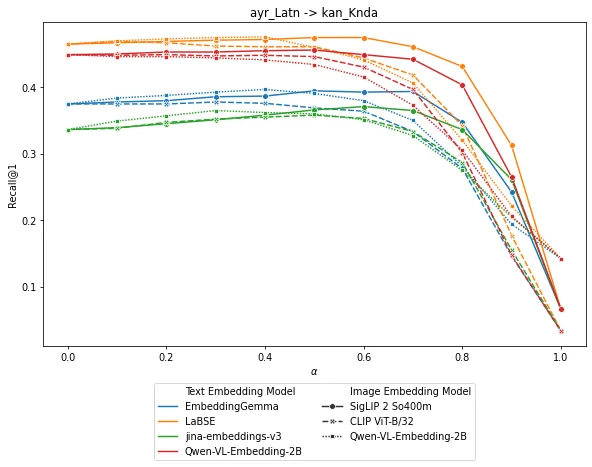 ayr_Latn -> kan_Knda
Recall@1
0.4
0.3
0.2
0.1
0.0 0.2 0.4 0.6 0.8 1.0
α
Text Embedding Model Image Embedding Model
EmbeddingGemma SigLIP 2 So400m
LaBSE CLIP ViT-B/32
jina-embeddings-v3 Qwen-VL-Embedding-2B
Qwen-VL-Embedding-2B